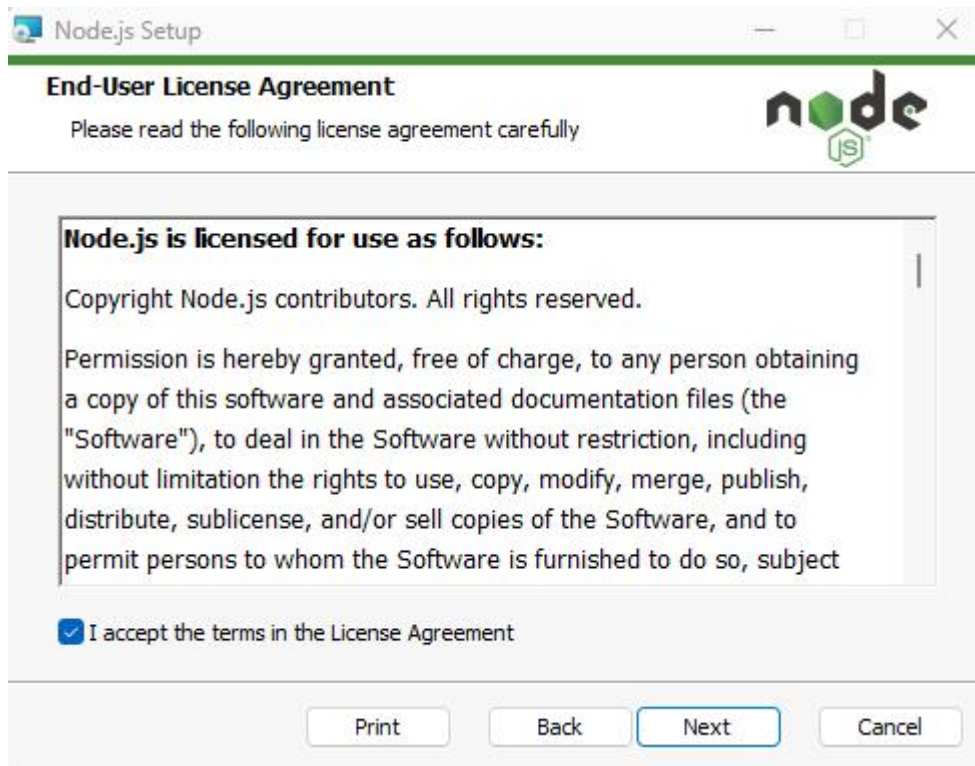 Node.js Setup
End-User License Agreement
Please read the following license agreement carefully
node
JS
Node.js is licensed for use as follows:
Copyright Node.js contributors. All rights reserved.
Permission is hereby granted, free of charge, to any person obtaining
a copy of this software and associated documentation files (the
"Software"), to deal in the Software without restriction, including
without limitation the rights to use, copy, modify, merge, publish,
distribute, sublicense, and/or sell copies of the Software, and to
permit persons to whom the Software is furnished to do so, subject
I accept the terms in the License Agreement
Print Back Next Cancel